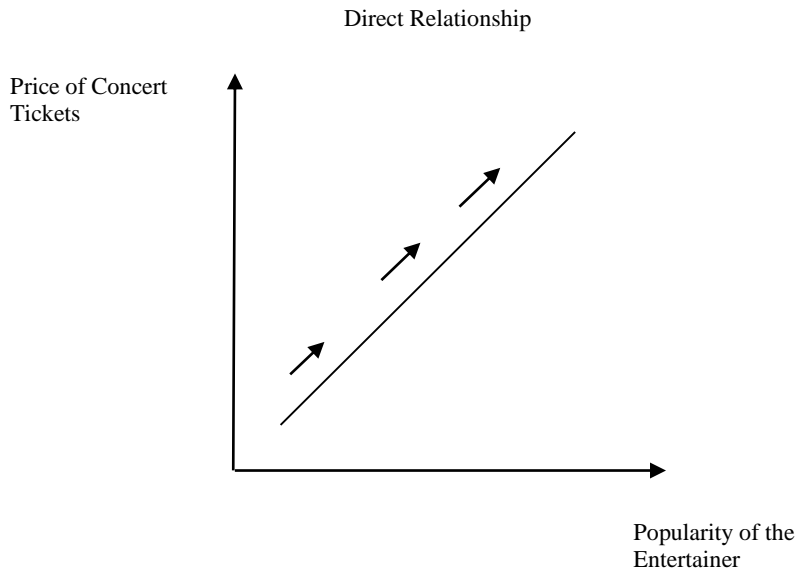 Direct Relationship
Price of Concert
Tickets
Popularity of the
Entertainer